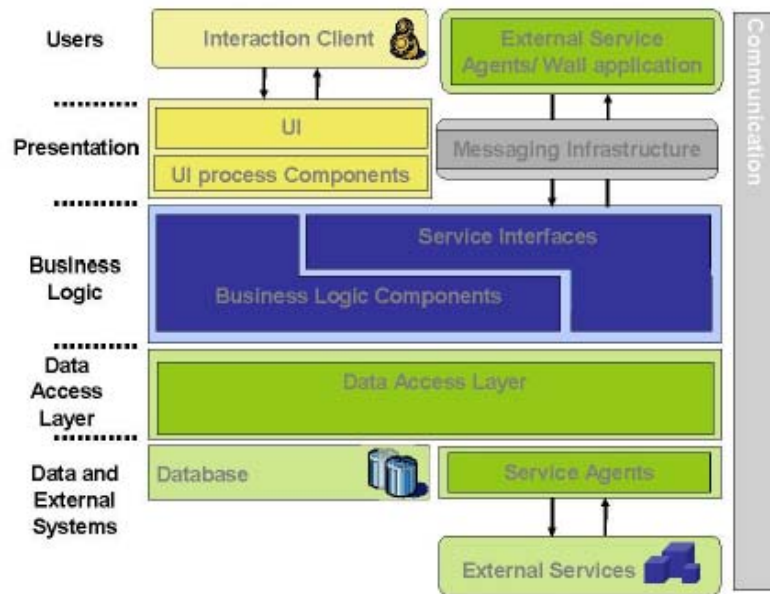 Users
Interaction Client
External Service
Agents/ Wall application
Communication
Presentation
UI
UI process Components
Messaging Infrastructure
Business
Logic
Service Interfaces
Business Logic Components
Data
Access
Layer
Data Access Layer
Data and
External
Systems
Database
Service Agents
External Services